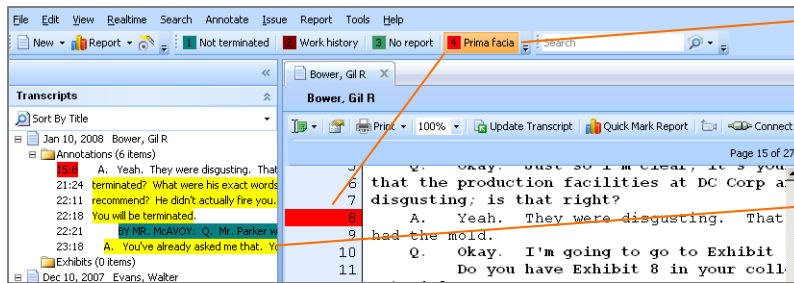 File Edit View Realtime Search Annotate Issue Report Tools Help
New Report 1 Not terminated 2 Work history 3 No report 4 Prima facia Search
Bower, Gil R
Transcripts
Bower, Gil R
Sort By Title
Print 100% Update Transcript Quick Mark Report Connect
Jan 10, 2008 Bower, Gil R
Page 15 of 27
Annotations (6 items)
15:8 A. Yeah. They were disgusting. That
21:24 terminated? What were his exact words
22:11 recommend? He didn't actually fire you.
22:18 You will be terminated.
22:21 BY MR. McAVOY: Q. Mr. Parker w
23:18 A. You've already asked me that. Yo
Exhibits (0 items)
Dec 10, 2007 Evans, Walter
5 Q. Okay. Just so I'm clear, it's you
6 that the production facilities at DC Corp a
7 disgusting; is that right?
8 A. Yeah. They were disgusting. That
9 had the mold.
10 Q. Okay. I'm going to go to Exhibit
11 Do you have Exhibit 8 in your coll